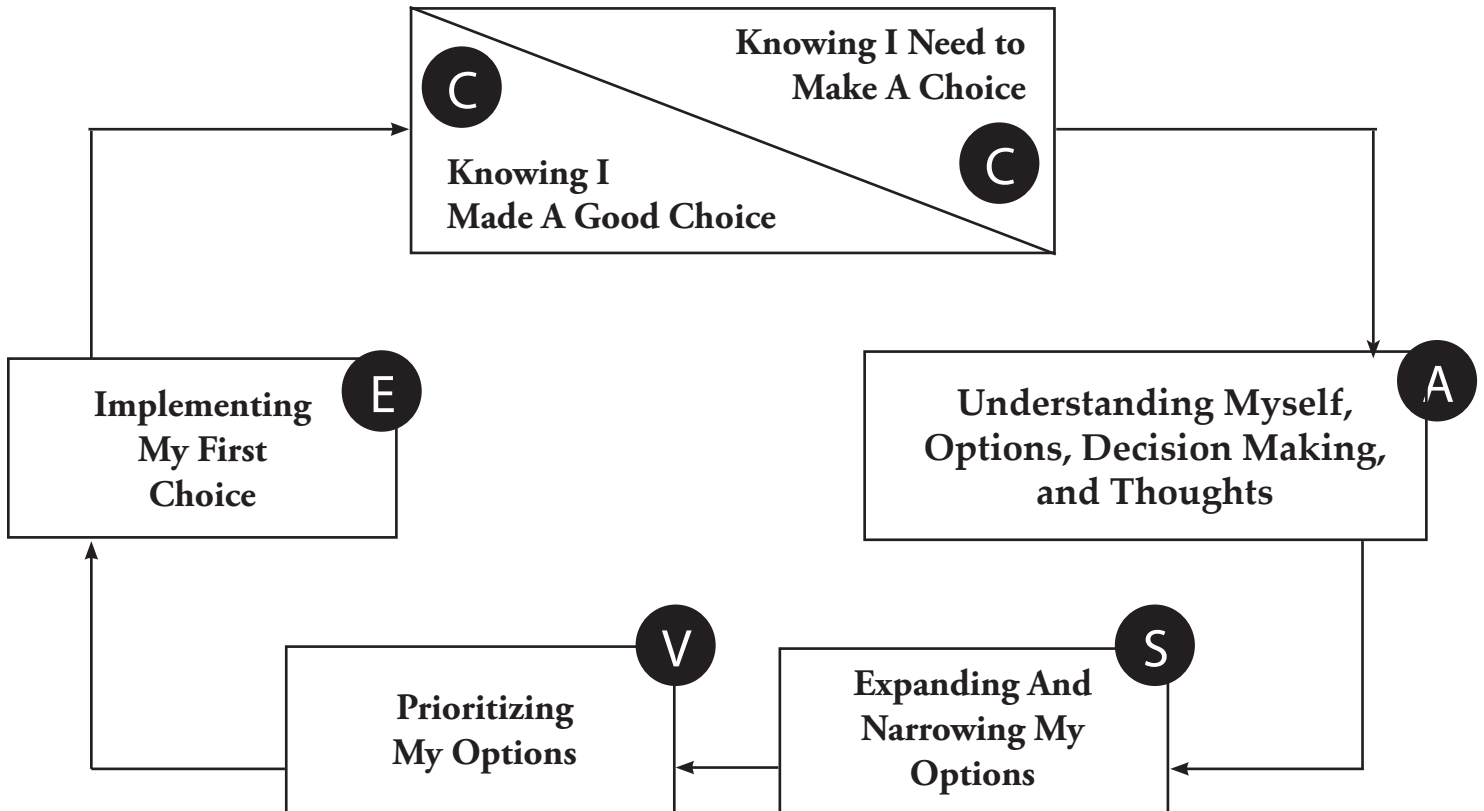 Knowing I Need to
Make A Choice
C
C
Knowing I
Made A Good Choice
A
Understanding Myself,
Options, Decision Making,
and Thoughts
S
Expanding And
Narrowing My
Options
V
Prioritizing
My Options
E
Implementing
My First
Choice